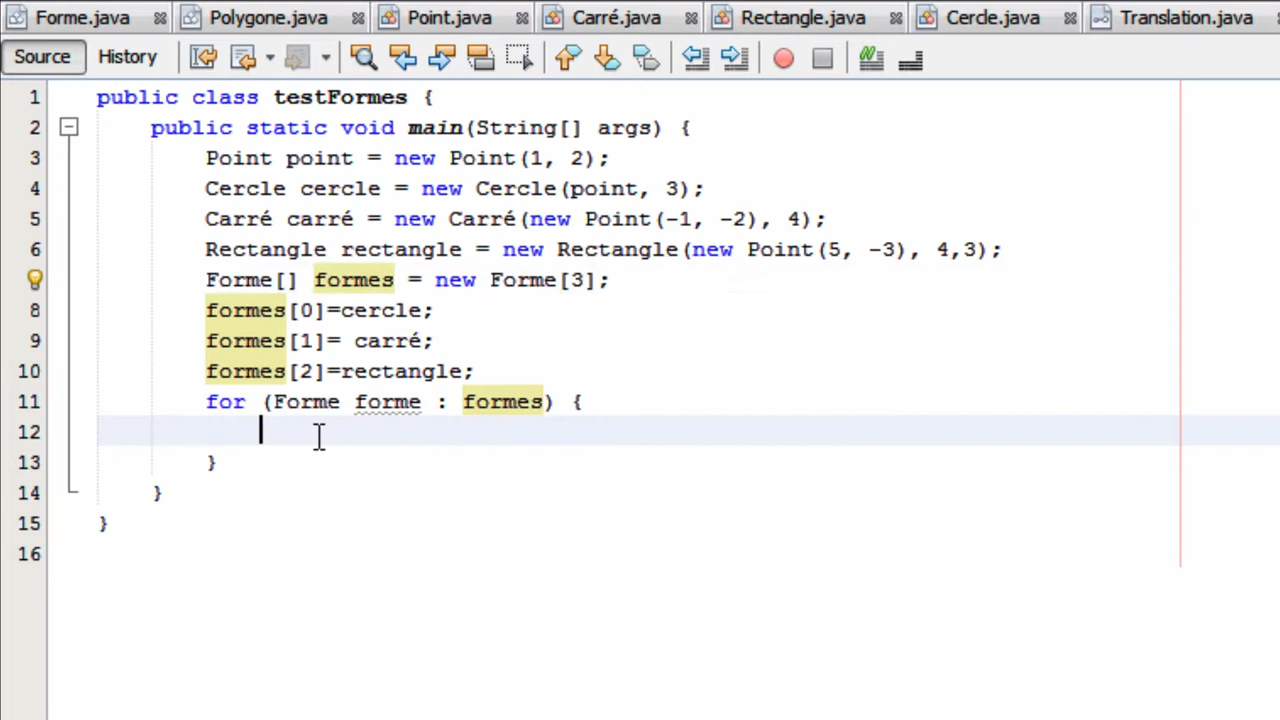 Forme.java Polygone.java Point.java Carré.java Rectangle.java Cercle.java Translation.java
Source History
1 public class testFormes {
2 public static void main(String[] args) {
3 Point point = new Point(1, 2);
4 Cercle cercle = new Cercle(point, 3);
5 Carré carré = new Carré(new Point(-1, -2), 4);
6 Rectangle rectangle = new Rectangle(new Point(5, -3), 4,3);
Forme[] formes = new Forme[3];
8 formes[0]=cercle;
9 formes[1]= carré;
10 formes[2]=rectangle;
11 for (Forme forme : formes) {
12
13 }
14 }
15 }
16